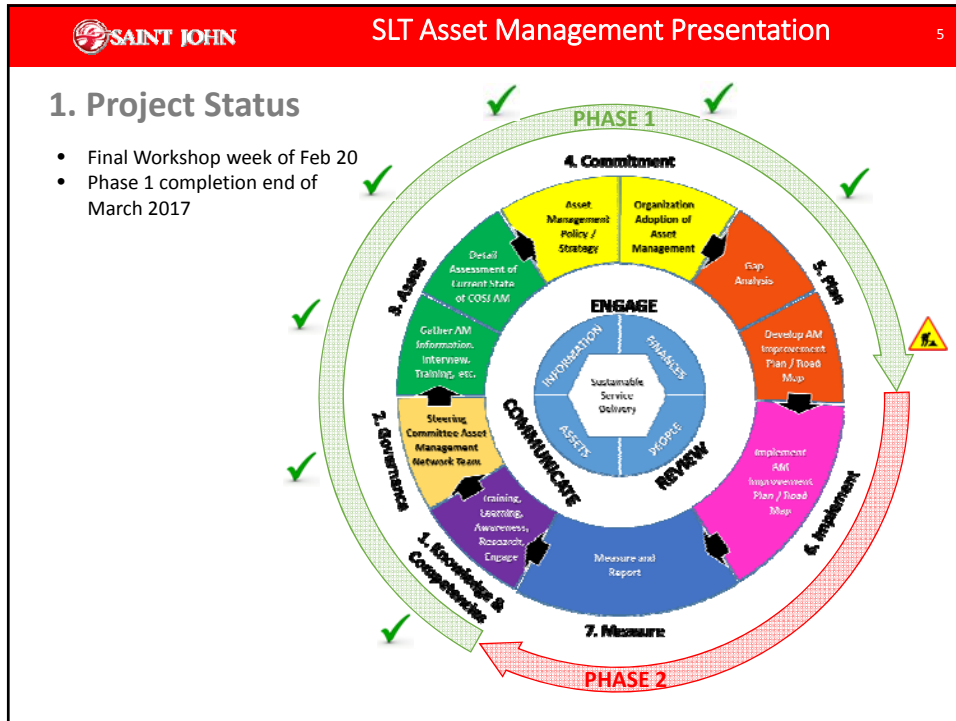 SAINT JOHN
SLT Asset Management Presentation
5
1. Project Status
• Final Workshop week of Feb 20
• Phase 1 completion end of
March 2017
PHASE 1
4. Commitment
Asset
Management
Policy /
Strategy
Organization
Adoption of
Asset
Management
3. Assess
Detail
Assessment of
Current State
of COSJ AM
Gather AM
Information,
Interview,
Training, etc.
5. Plan
Gap
Analysis
Develop AM
Improvement
Plan / Road
Map
ENGAGE
INFORMATION
FINANCES
Sustainable
Service
Delivery
ASSETS
PEOPLE
COMMUNICATE
REVIEW
2. Governance
Steering
Committee Asset
Management
Network Team
1. Knowledge &
Competencies
Training,
Learning,
Awareness,
Research,
Engage
6. Implement
Implement
AM
Improvement
Plan / Road
Map
Measure and
Report
7. Measure
PHASE 2